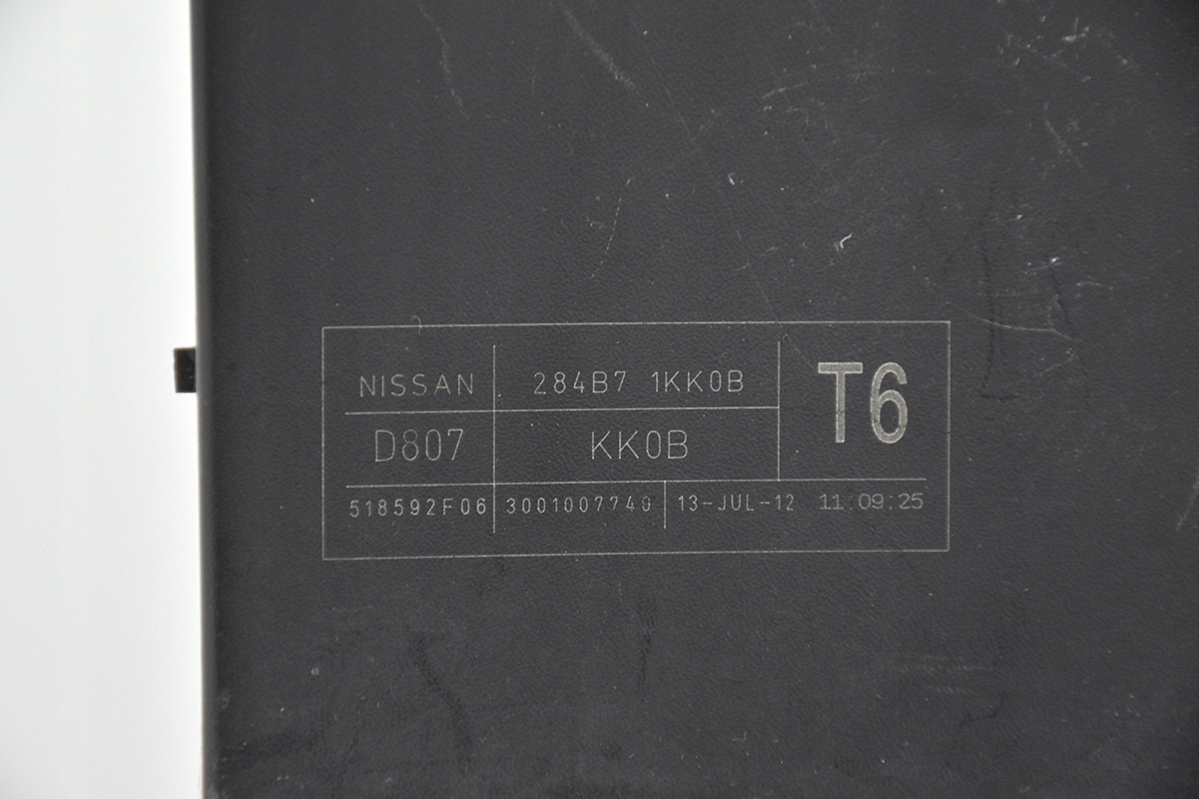 NISSAN 284B7 1KK0B T6
D807 KK0B
518592F06 3001007740 13-JUL-12 11:09:25